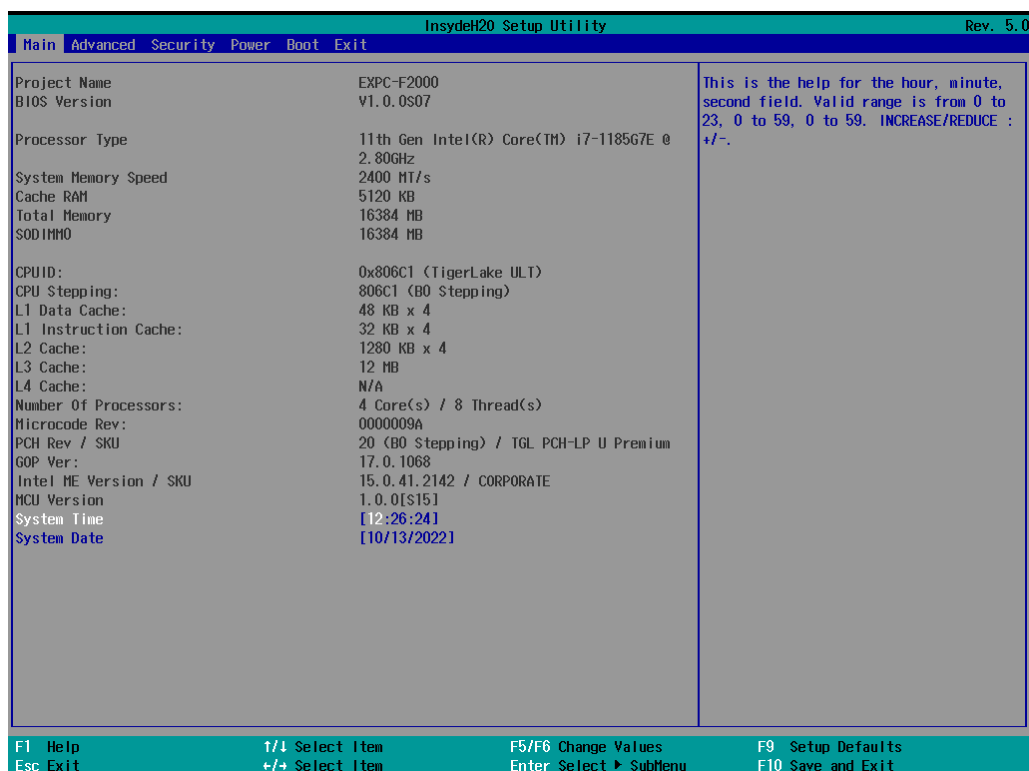 InsydeH20 Setup Utility Rev. 5.0
Main Advanced Security Power Boot Exit
Project Name EXPC-F2000
BIOS Version V1.0.0S07
Processor Type 11th Gen Intel(R) Core(TM) i7-1185G7E @
2.80GHz
System Memory Speed 2400 MT/s
Cache RAM 5120 KB
Total Memory 16384 MB
SODIMM0 16384 MB
CPUID: 0x806C1 (TigerLake ULT)
CPU Stepping: 806C1 (B0 Stepping)
L1 Data Cache: 48 KB x 4
L1 Instruction Cache: 32 KB x 4
L2 Cache: 1280 KB x 4
L3 Cache: 12 MB
L4 Cache: N/A
Number Of Processors: 4 Core(s) / 8 Thread(s)
Microcode Rev: 0000009A
PCH Rev / SKU 20 (B0 Stepping) / TGL PCH-LP U Premium
GOP Ver: 17.0.1068
Intel ME Version / SKU 15.0.41.2142 / CORPORATE
MCU Version 1.0.0[S15]
System Time [12:26:24]
System Date [10/13/2022]
This is the help for the hour, minute,
second field. Valid range is from 0 to
23, 0 to 59, 0 to 59. INCREASE/REDUCE :
+/-.
F1 Help ↑/↓ Select Item F5/F6 Change Values F9 Setup Defaults
Esc Exit ←/→ Select Item Enter Select ▶ SubMenu F10 Save and Exit